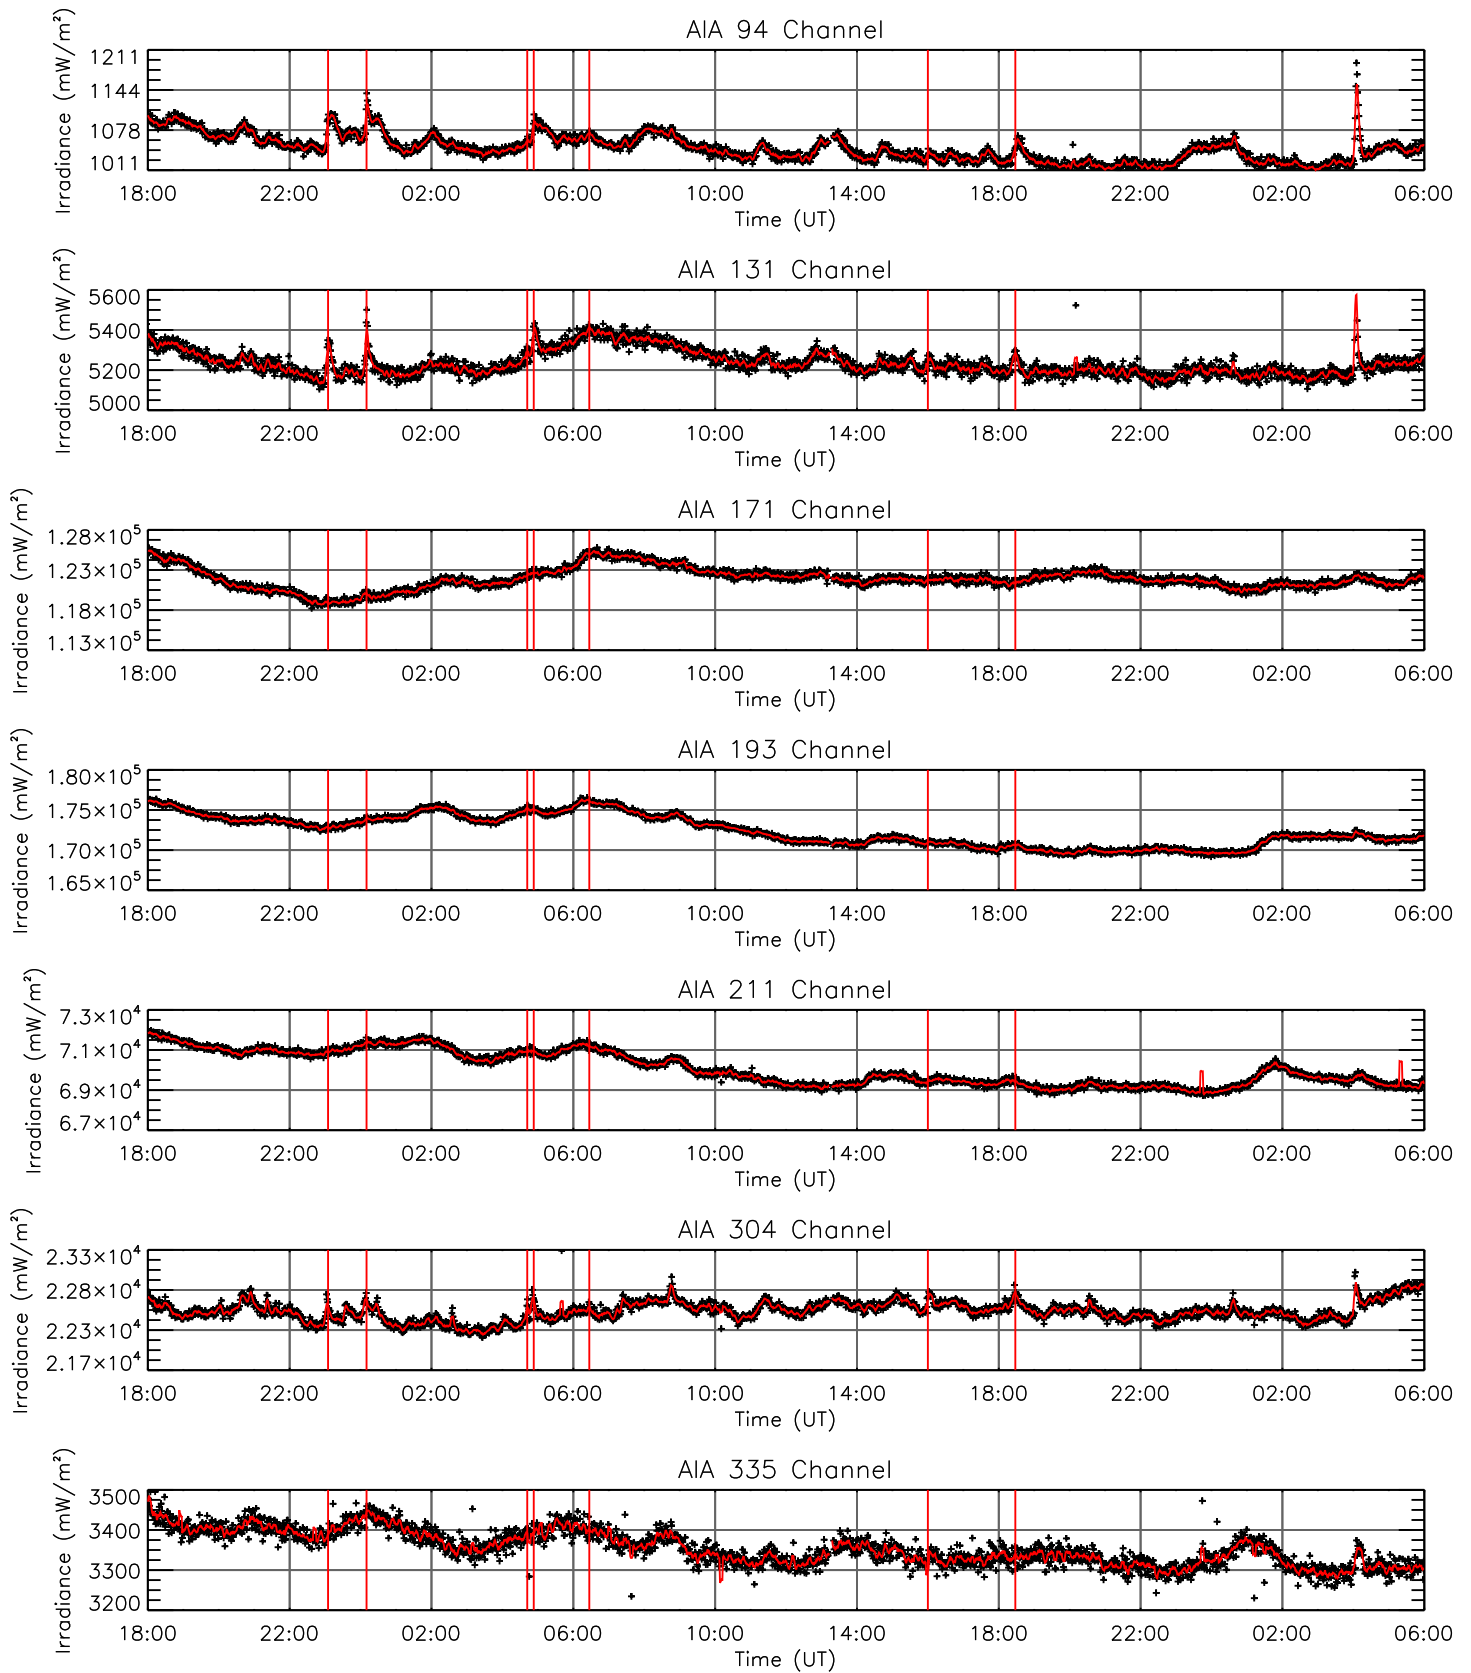 AIA 94 Channel
Irradiance (mW/m²)
1211
1144
1078
1011
18:00 22:00 02:00 06:00 10:00 14:00 18:00 22:00 02:00 06:00
Time (UT)
AIA 131 Channel
Irradiance (mW/m²)
5600
5400
5200
5000
18:00 22:00 02:00 06:00 10:00 14:00 18:00 22:00 02:00 06:00
Time (UT)
AIA 171 Channel
Irradiance (mW/m²)
1.28×10⁵
1.23×10⁵
1.18×10⁵
1.13×10⁵
18:00 22:00 02:00 06:00 10:00 14:00 18:00 22:00 02:00 06:00
Time (UT)
AIA 193 Channel
Irradiance (mW/m²)
1.80×10⁵
1.75×10⁵
1.70×10⁵
1.65×10⁵
18:00 22:00 02:00 06:00 10:00 14:00 18:00 22:00 02:00 06:00
Time (UT)
AIA 211 Channel
Irradiance (mW/m²)
7.3×10⁴
7.1×10⁴
6.9×10⁴
6.7×10⁴
18:00 22:00 02:00 06:00 10:00 14:00 18:00 22:00 02:00 06:00
Time (UT)
AIA 304 Channel
Irradiance (mW/m²)
2.33×10⁴
2.28×10⁴
2.23×10⁴
2.17×10⁴
18:00 22:00 02:00 06:00 10:00 14:00 18:00 22:00 02:00 06:00
Time (UT)
AIA 335 Channel
Irradiance (mW/m²)
3500
3400
3300
3200
18:00 22:00 02:00 06:00 10:00 14:00 18:00 22:00 02:00 06:00
Time (UT)